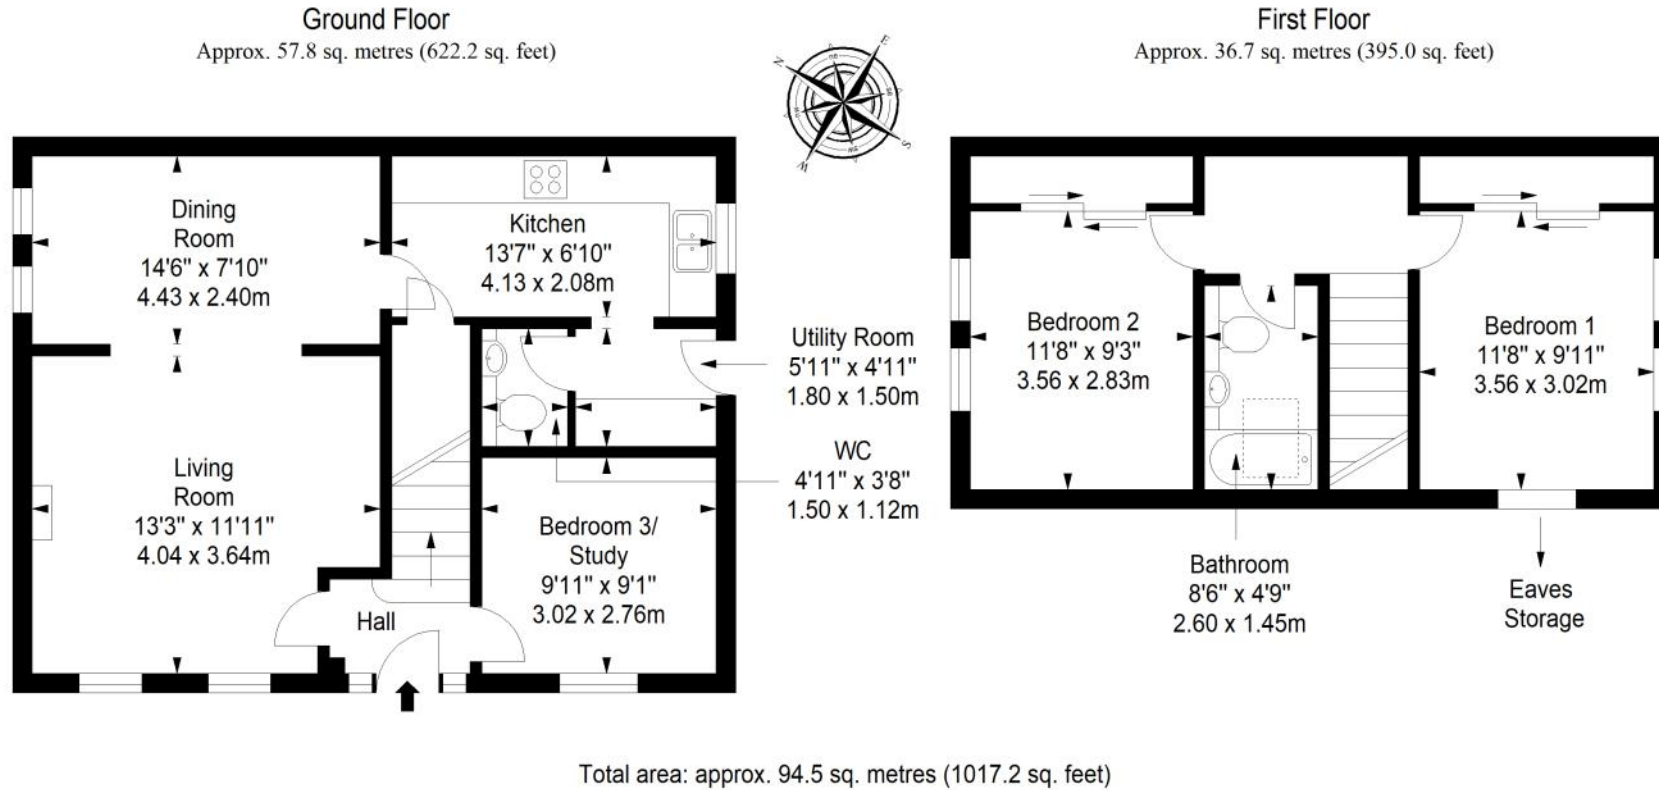 Ground Floor
Approx. 57.8 sq. metres (622.2 sq. feet)
First Floor
Approx. 36.7 sq. metres (395.0 sq. feet)
N
E
S
W
Dining
Room
14'6" x 7'10"
4.43 x 2.40m
Kitchen
13'7" x 6'10"
4.13 x 2.08m
Utility Room
5'11" x 4'11"
1.80 x 1.50m
WC
4'11" x 3'8"
1.50 x 1.12m
Living
Room
13'3" x 11'11"
4.04 x 3.64m
Bedroom 3/
Study
9'11" x 9'1"
3.02 x 2.76m
Hall
Bedroom 2
11'8" x 9'3"
3.56 x 2.83m
Bedroom 1
11'8" x 9'11"
3.56 x 3.02m
Bathroom
8'6" x 4'9"
2.60 x 1.45m
Eaves
Storage
Total area: approx. 94.5 sq. metres (1017.2 sq. feet)